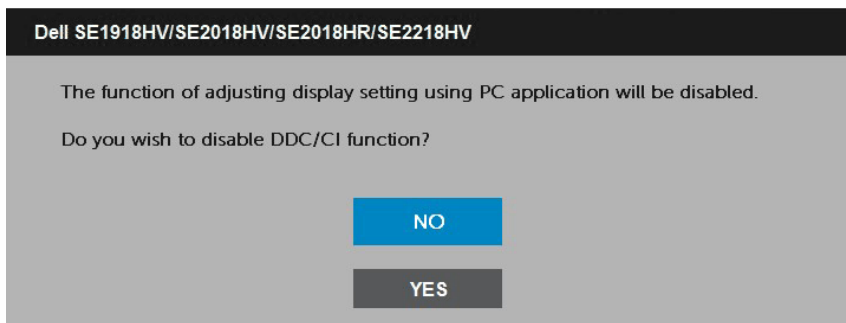 Dell SE1918HV/SE2018HV/SE2018HR/SE2218HV
The function of adjusting display setting using PC application will be disabled.
Do you wish to disable DDC/CI function?
NO
YES